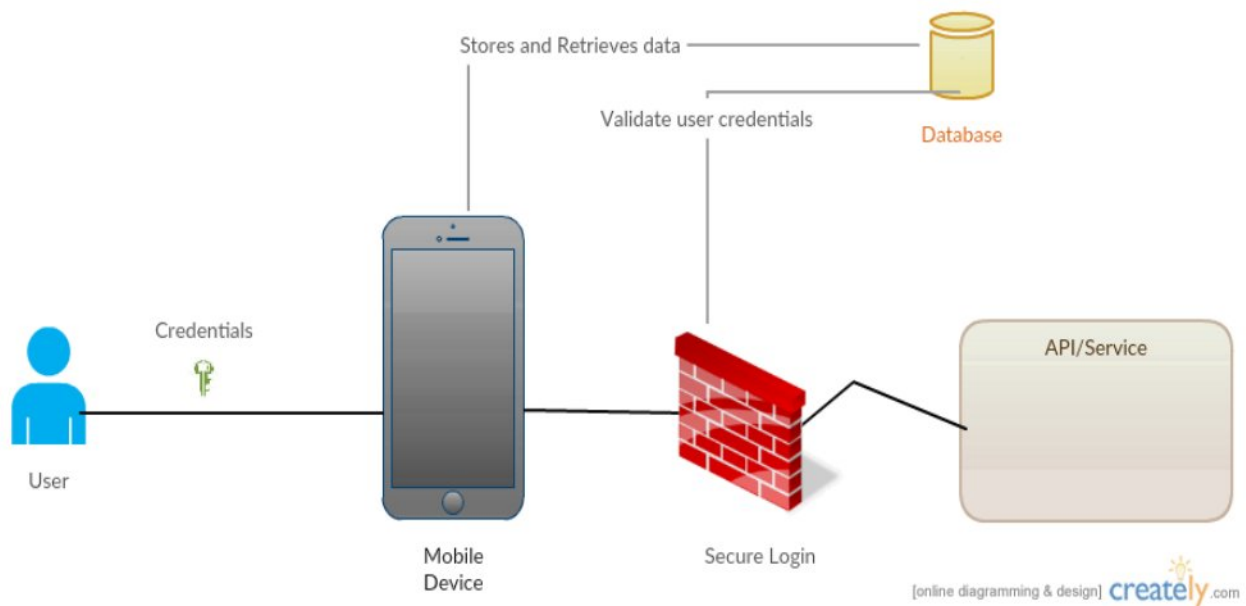 Stores and Retrieves data
Validate user credentials
Database
Credentials
API/Service
User
Mobile
Device
Secure Login
[online diagramming & design] creately.com